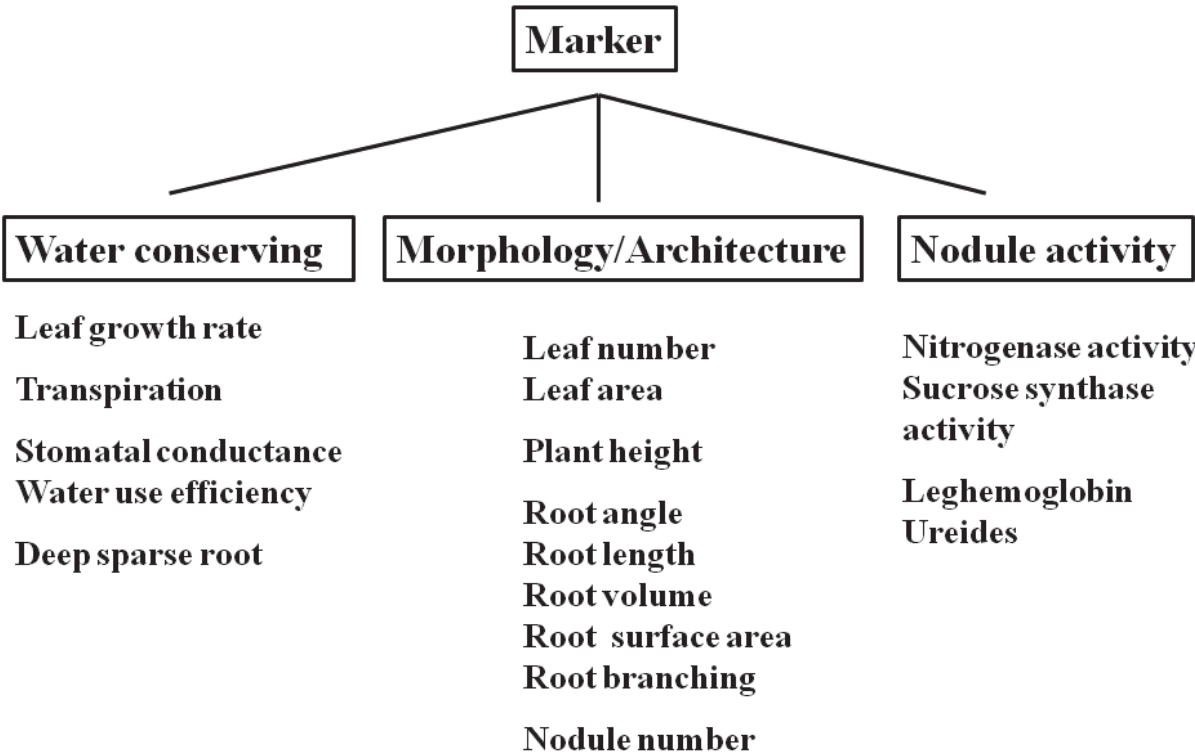 Marker
Water conserving
Morphology/Architecture
Nodule activity
Leaf growth rate
Transpiration
Stomatal conductance
Water use efficiency
Deep sparse root
Leaf number
Leaf area
Plant height
Root angle
Root length
Root volume
Root surface area
Root branching
Nodule number
Nitrogenase activity
Sucrose synthase
activity
Leghemoglobin
Ureides